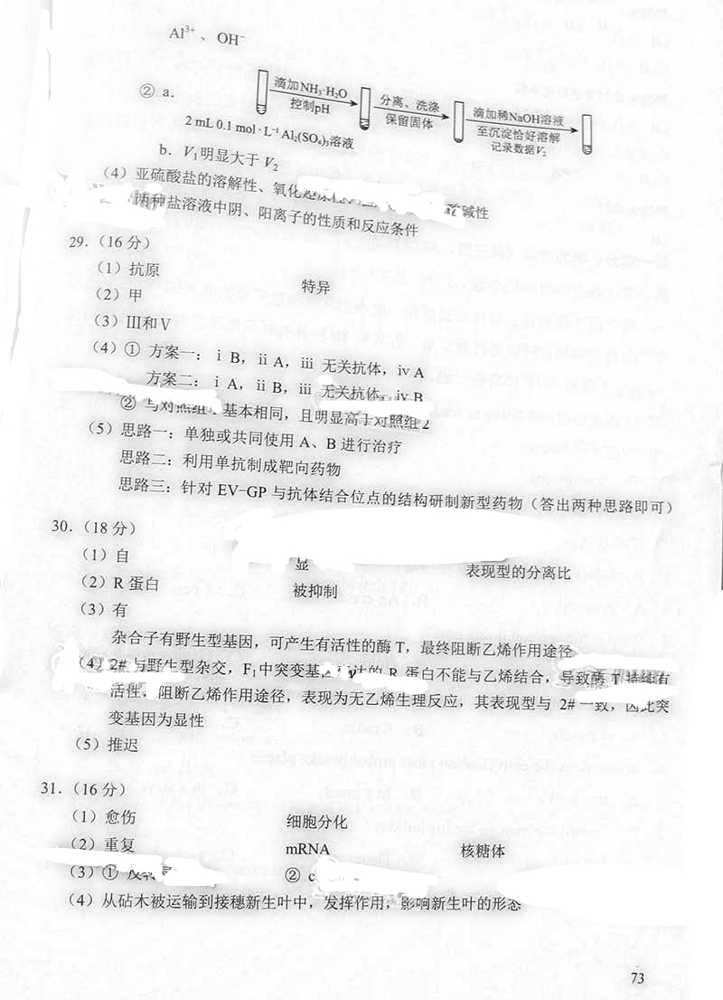 Al³⁺、OH⁻
② a. 滴加NH₃·H₂O 控制pH 分离、洗涤 保留固体 滴加稀NaOH溶液 至沉淀恰好溶解 记录数据V₂
2 mL 0.1 mol·L⁻¹ Al₂(SO₄)₃溶液
b. V₁明显大于V₂
(4) 亚硫酸盐的溶解性、氧化 碱性
两种盐溶液中阴、阳离子的性质和反应条件
29.(16分)
(1) 抗原 特异
(2) 甲
(3) Ⅲ和Ⅴ
(4) ① 方案一：ⅰ B，ⅱ A，ⅲ 无关抗体，ⅳ A
方案二：ⅰ A，ⅱ B，ⅲ 无关抗体，ⅳ B
② 与对照组 基本相同，且明显高于对照组2
(5) 思路一：单独或共同使用 A、B 进行治疗
思路二：利用单抗制成靶向药物
思路三：针对 EV-GP 与抗体结合位点的结构研制新型药物（答出两种思路即可）
30.(18分)
(1) 自 显 表现型的分离比
(2) R 蛋白 被抑制
(3) 有
杂合子有野生型基因，可产生有活性的酶 T，最终阻断乙烯作用途径
(4) 2# 与野生型杂交，F₁中突变基 达的 R 蛋白不能与乙烯结合，导致酶 T 持续有
活性，阻断乙烯作用途径，表现为无乙烯生理反应，其表现型与 2# 一致，因此突
变基因为显性
(5) 推迟
31.(16分)
(1) 愈伤 细胞分化
(2) 重复 mRNA 核糖体
(3) ① ② c
(4) 从砧木被运输到接穗新生叶中，发挥作用，影响新生叶的形态
73